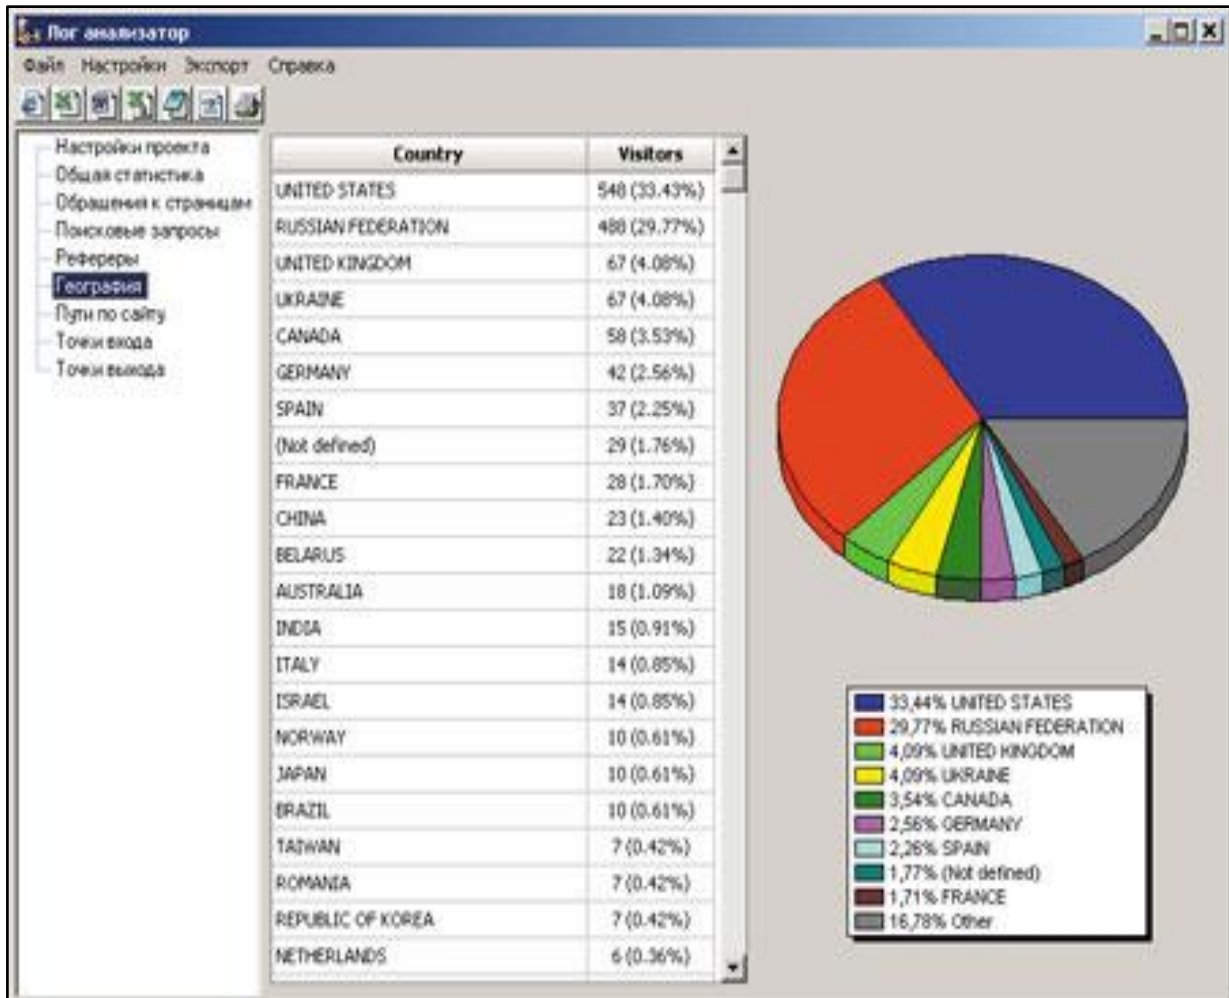 Лог анализатор
Файл Настройки Экспорт Справка
Настройки проекта
Общая статистика
Обращения к страницам
Поисковые запросы
Рефереры
География
Пути по сайту
Точки входа
Точки выхода
Country Visitors
UNITED STATES 548 (33.43%)
RUSSIAN FEDERATION 488 (29.77%)
UNITED KINGDOM 67 (4.08%)
UKRAINE 67 (4.08%)
CANADA 58 (3.53%)
GERMANY 42 (2.56%)
SPAIN 37 (2.25%)
(Not defined) 29 (1.76%)
FRANCE 28 (1.70%)
CHINA 23 (1.40%)
BELARUS 22 (1.34%)
AUSTRALIA 18 (1.09%)
INDIA 15 (0.91%)
ITALY 14 (0.85%)
ISRAEL 14 (0.85%)
NORWAY 10 (0.61%)
JAPAN 10 (0.61%)
BRAZIL 10 (0.61%)
TAIWAN 7 (0.42%)
ROMANIA 7 (0.42%)
REPUBLIC OF KOREA 7 (0.42%)
NETHERLANDS 6 (0.36%)
33,44% UNITED STATES
29,77% RUSSIAN FEDERATION
4,09% UNITED KINGDOM
4,09% UKRAINE
3,54% CANADA
2,56% GERMANY
2,26% SPAIN
1,77% (Not defined)
1,71% FRANCE
16,78% Other